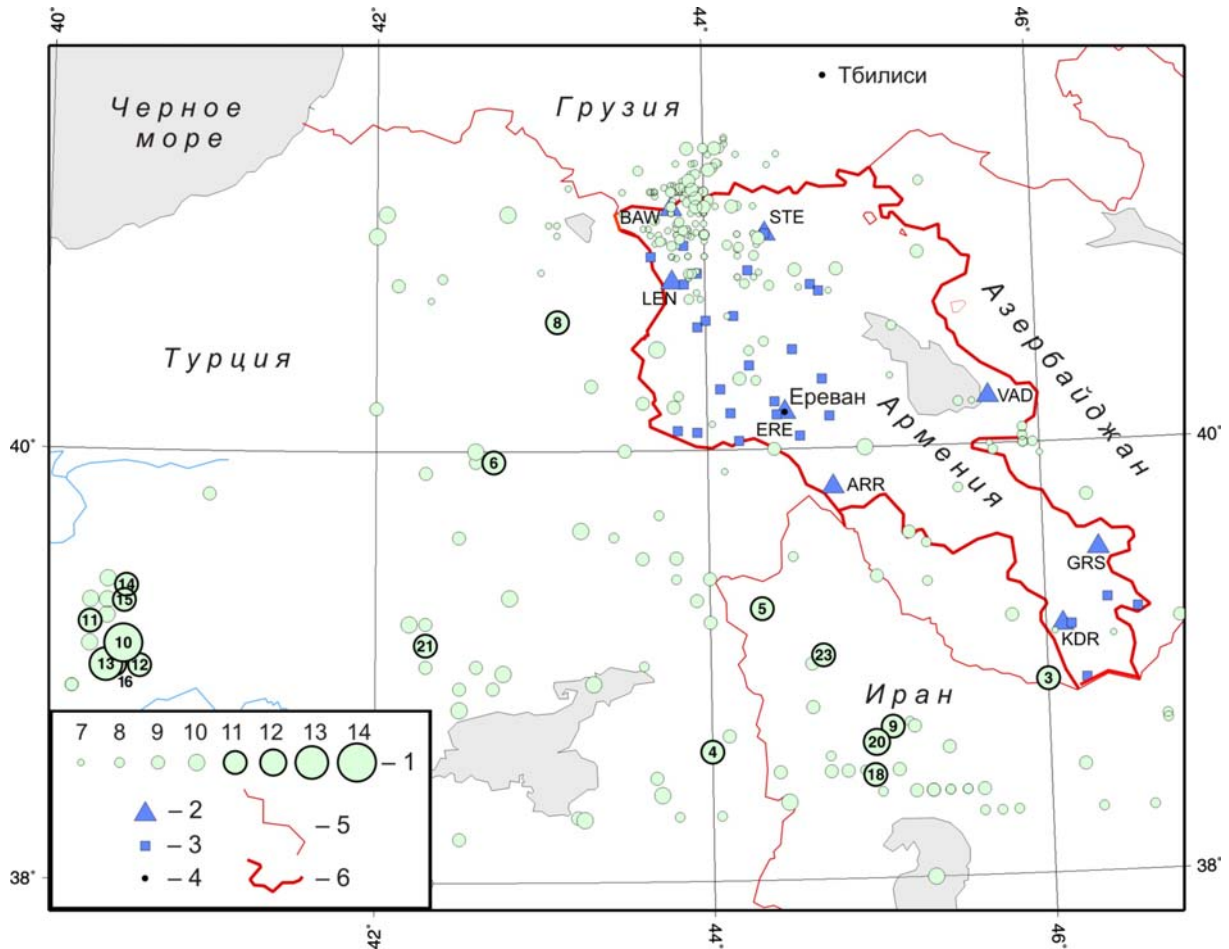 40°
42°
44°
46°
Тбилиси
Черное
море
Грузия
BAW
STE
LEN
8
Турция
Азербайджан
Ереван
ERE
VAD
Армения
40°
40°
6
ARR
GRS
14
15
11
5
KDR
10
21
13
12
16
23
3
Иран
9
20
4
18
7 8 9 10 11 12 13 14
– 1
– 2
– 5
– 3
– 4
– 6
38°
38°
42°
44°
46°